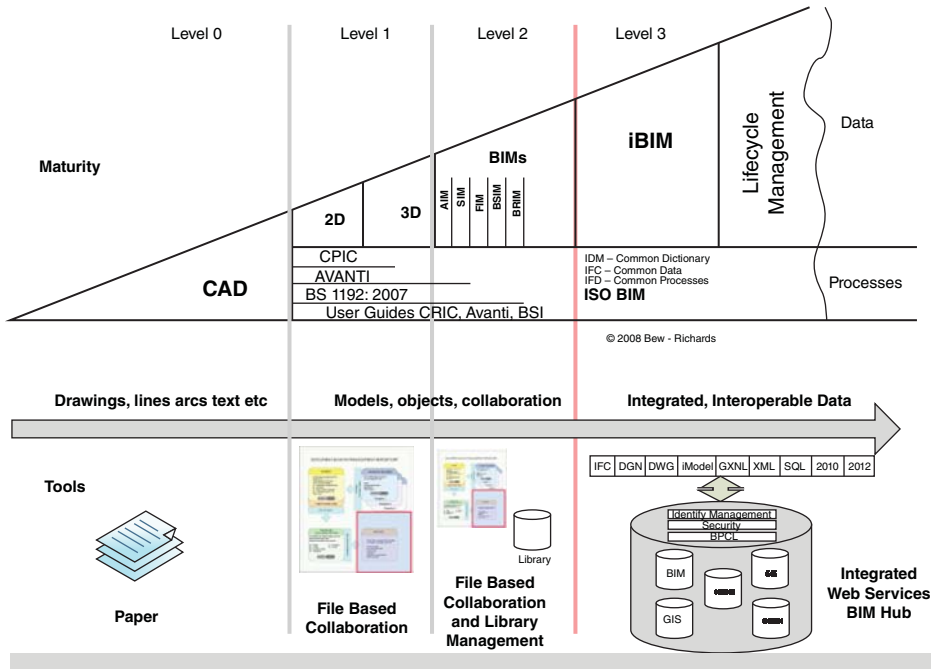 Level 0
Level 1
Level 2
Level 3
Maturity
Data
Processes
CAD
2D
3D
BIMs
AIM
SIM
FIM
BSIM
BRIM
iBIM
Lifecycle
Management
CPIC
AVANTI
BS 1192: 2007
User Guides CRIC, Avanti, BSI
IDM – Common Dictionary
IFC – Common Data
IFD – Common Processes
ISO BIM
© 2008 Bew - Richards
Drawings, lines arcs text etc
Models, objects, collaboration
Integrated, Interoperable Data
Tools
Paper
File Based
Collaboration
Library
File Based
Collaboration
and Library
Management
IFC DGN DWG iModel GXNL XML SQL 2010 2012
Identify Management
Security
BPCL
BIM
GIS
Integrated
Web Services
BIM Hub